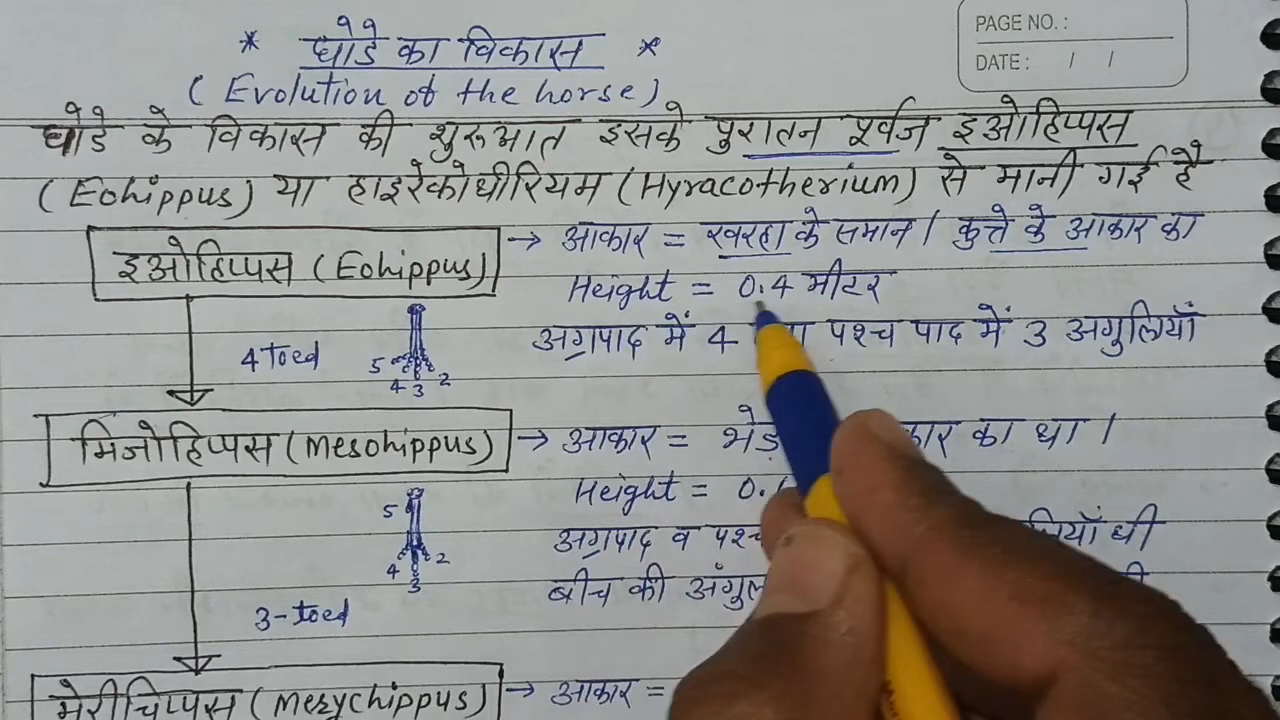 PAGE NO.:
DATE: / /
* घोडे का विकास *
(Evolution of the horse)
घोडे के विकास की शुरूआत इसके पुरातन पूर्वज इओहिप्पस
(Eohippus) या हाइरेकोथीरियम (Hyracotherium) से मानी गई है
इओहिप्पस (Eohippus) → आकार = खरहा के समान। कुत्ते के आकार का
Height = 0.4 मीटर
अग्रपाद में 4 पश्च पाद में 3 अगुलियाँ
4 toed
5 4 3 2
मिजोहिप्पस (Mesohippus) → आकार = भेड़ का था।
Height = 0.
अग्रपाद व थी
बीच की
5 4 3 2
3-toed
मेरीचिप्पस (Merychippus) → आकार =